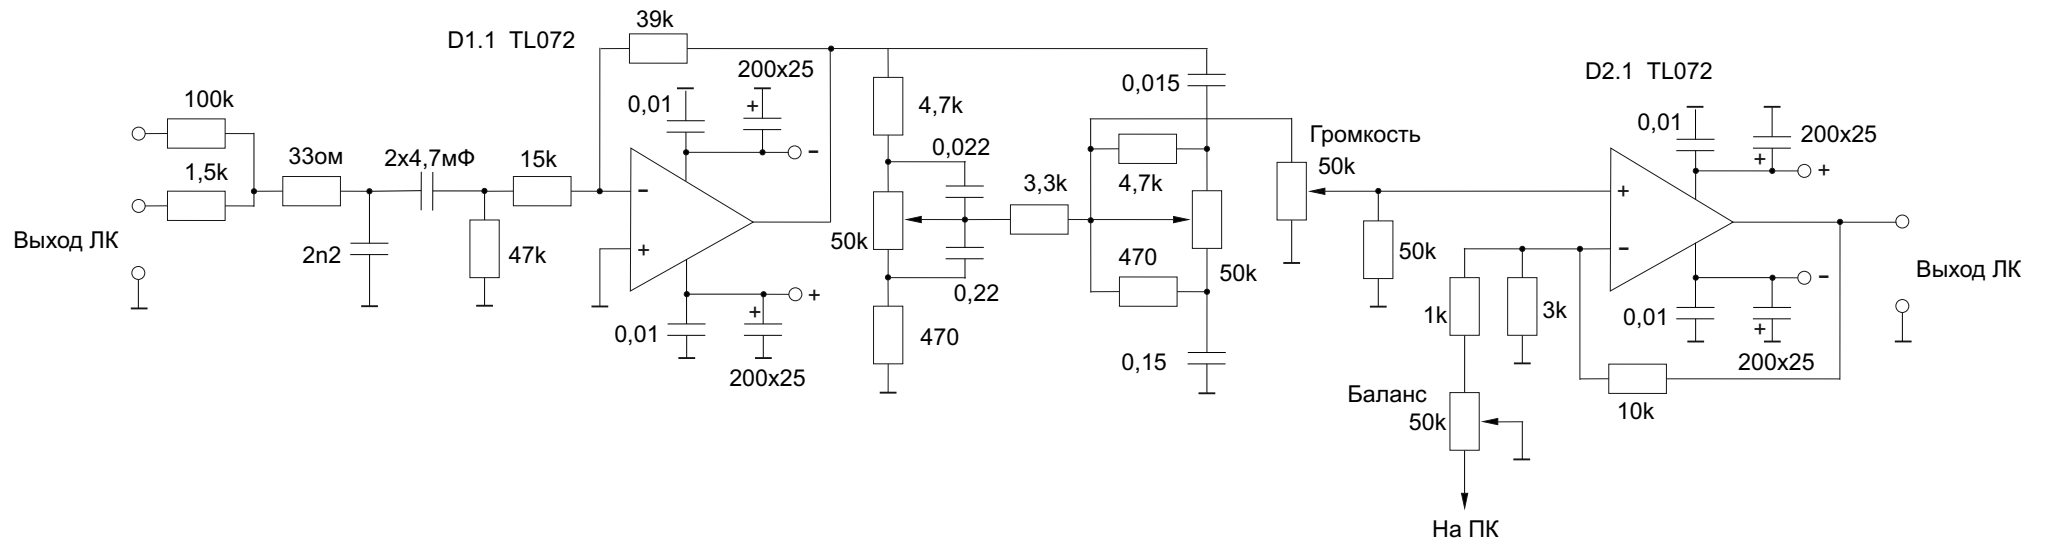 39k
D1.1 TL072
200x25
0,01
+
-
100k
1,5k
33ом
2x4,7мФ
15k
Выход ЛК
2n2
47k
-
+
+
0,01
+
200x25
4,7k
0,022
50k
0,22
470
3,3k
0,015
4,7k
470
50k
0,15
Громкость
50k
50k
D2.1 TL072
0,01
200x25
+
+
+
-
-
1k
3k
0,01
+
200x25
10k
Баланс
50k
На ПК
Выход ЛК